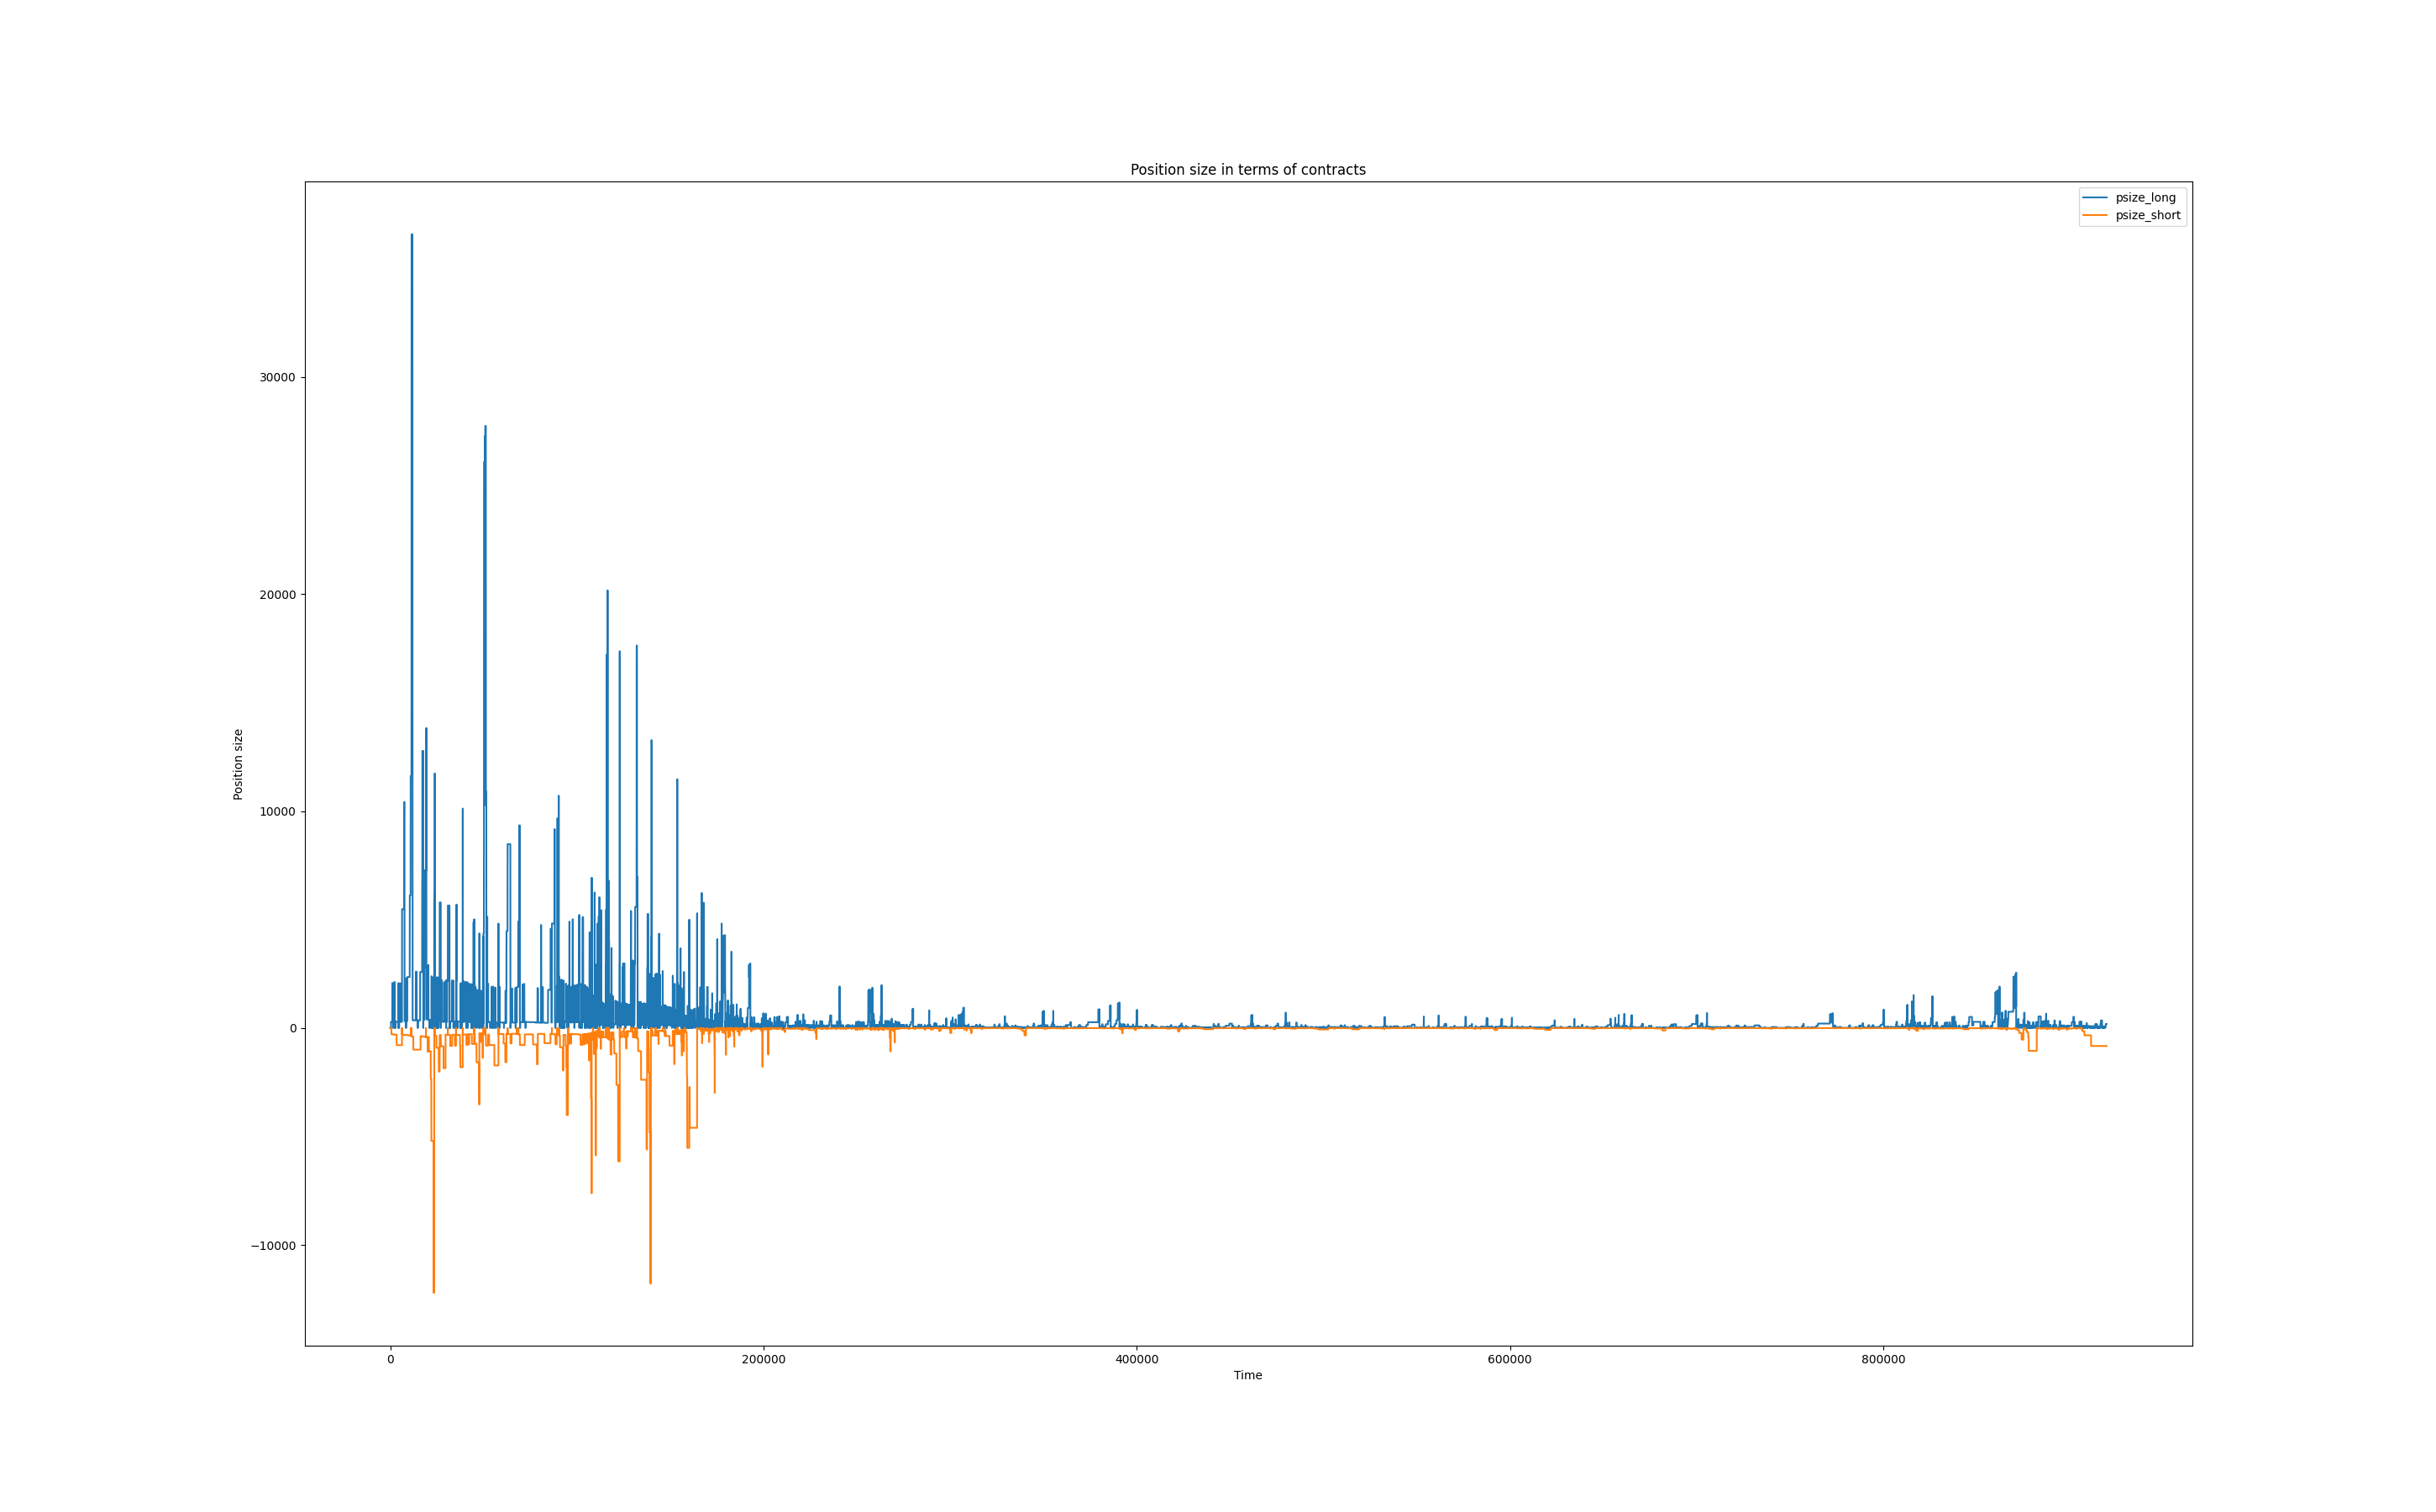 Position size in terms of contracts
psize_long
psize_short
30000
20000
10000
0
−10000
Position size
0
200000
400000
600000
800000
Time